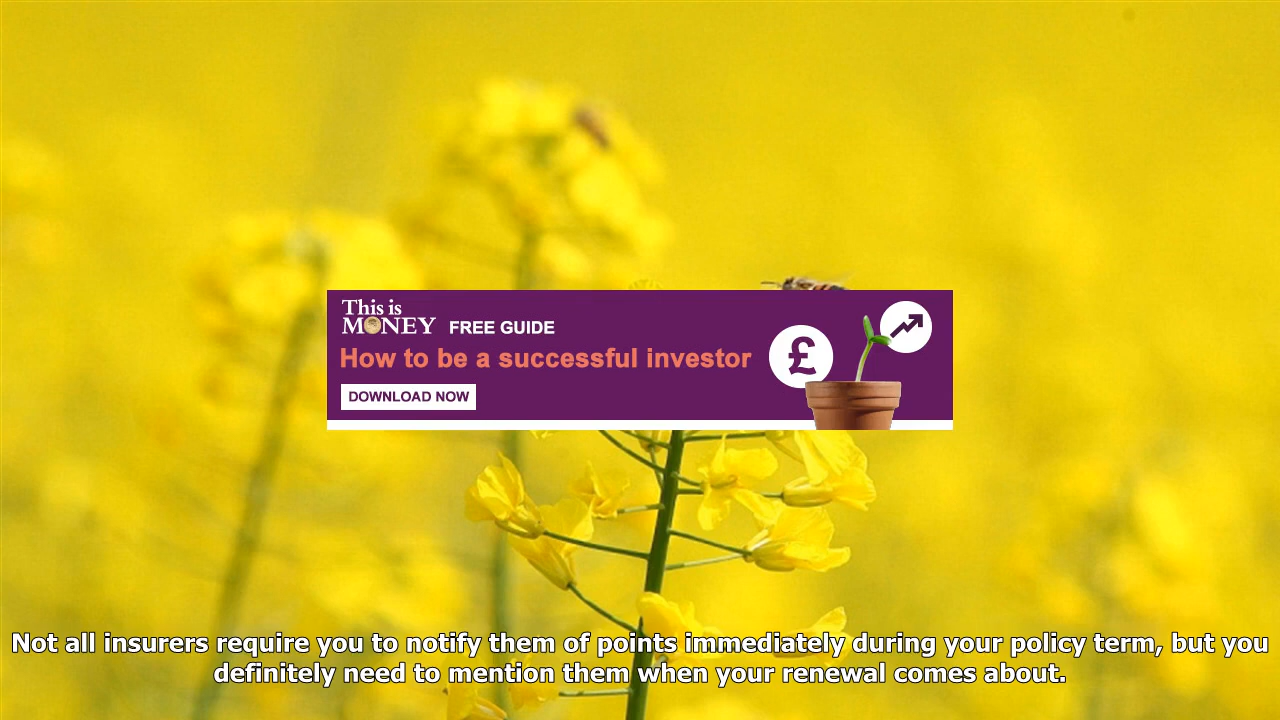 This is
MONEY FREE GUIDE
How to be a successful investor
£
DOWNLOAD NOW
Not all insurers require you to notify them of points immediately during your policy term, but you
definitely need to mention them when your renewal comes about.